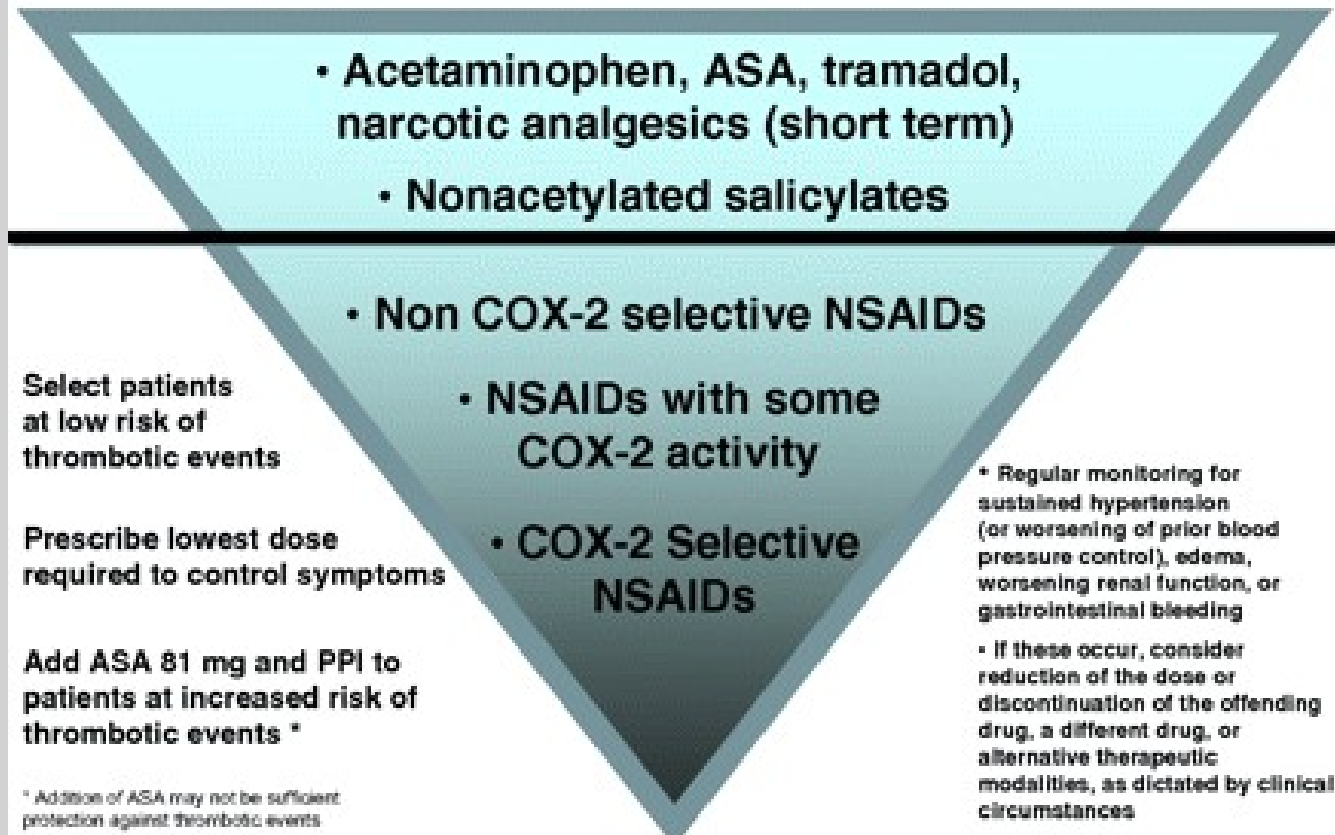 • Acetaminophen, ASA, tramadol,
narcotic analgesics (short term)
• Nonacetylated salicylates
• Non COX-2 selective NSAIDs
• NSAIDs with some
COX-2 activity
• COX-2 Selective
NSAIDs
Select patients
at low risk of
thrombotic events
Prescribe lowest dose
required to control symptoms
Add ASA 81 mg and PPI to
patients at increased risk of
thrombotic events *
* Addition of ASA may not be sufficient
protection against thrombotic events
• Regular monitoring for
sustained hypertension
(or worsening of prior blood
pressure control), edema,
worsening renal function, or
gastrointestinal bleeding
• If these occur, consider
reduction of the dose or
discontinuation of the offending
drug, a different drug, or
alternative therapeutic
modalities, as dictated by clinical
circumstances